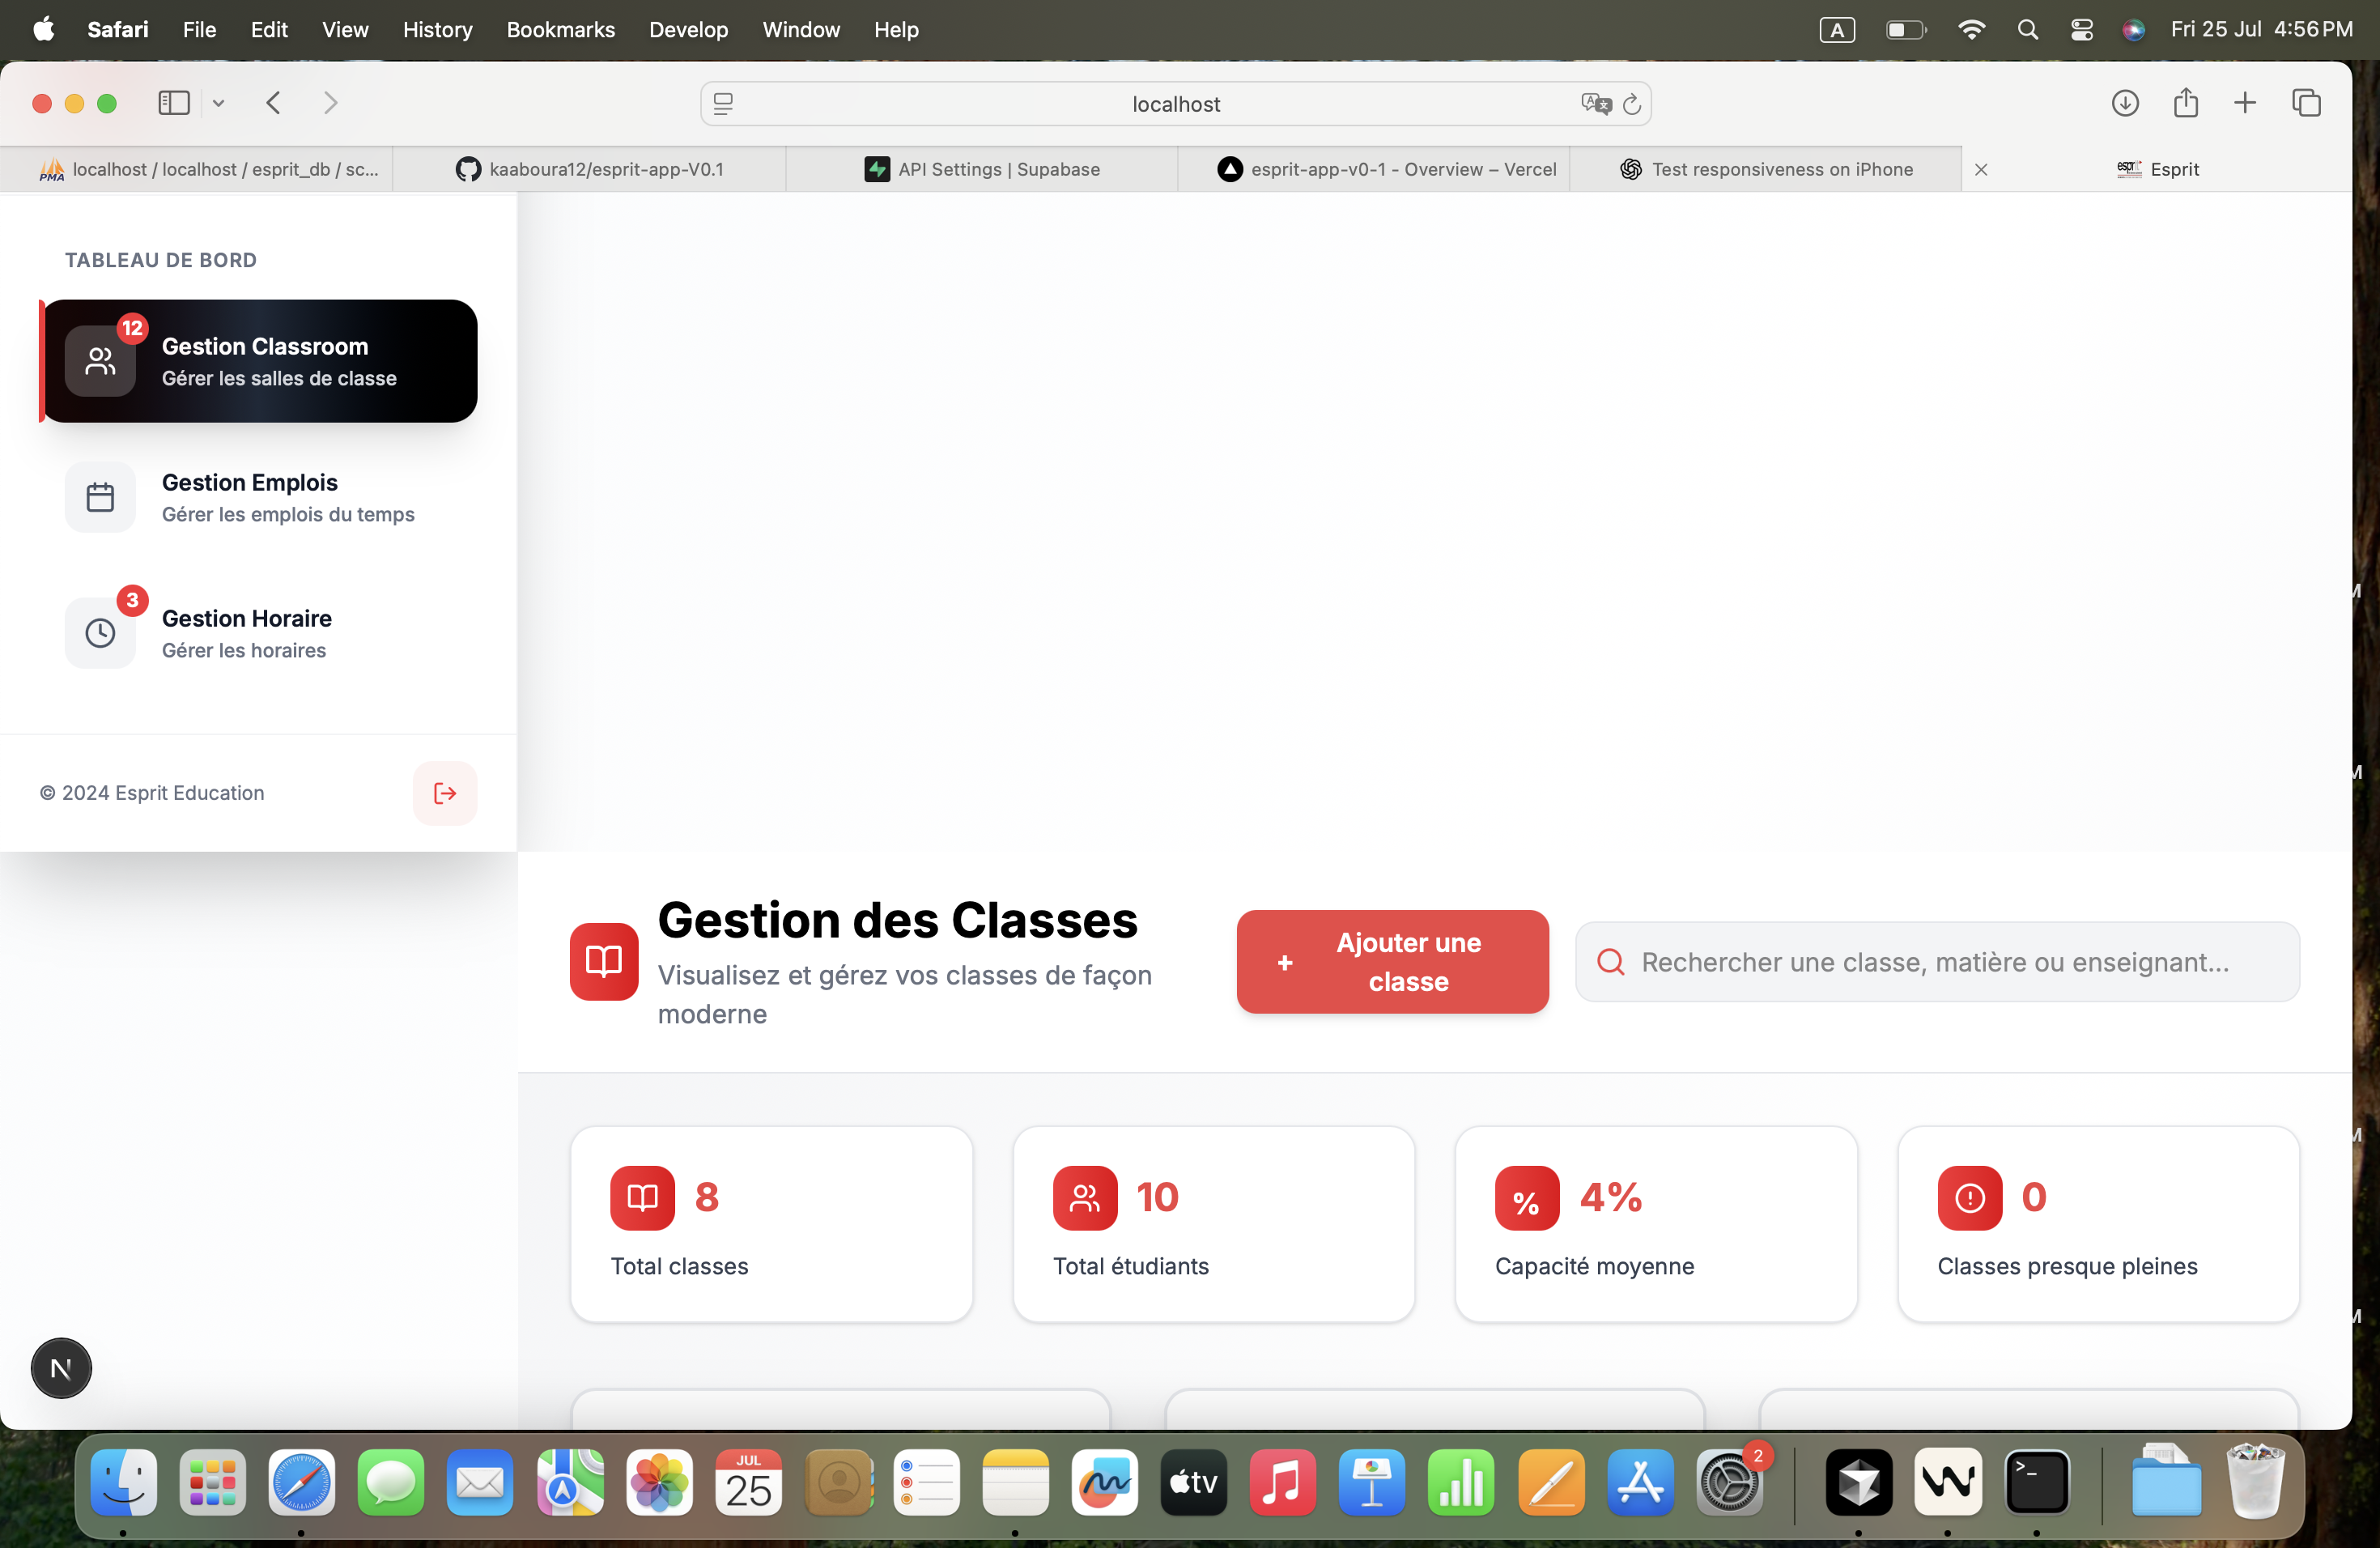 Safari File Edit View History Bookmarks Develop Window Help
A
Fri 25 Jul 4:56 PM
localhost
localhost / localhost / esprit_db / sc...
kaaboura12/esprit-app-V0.1
API Settings | Supabase
esprit-app-v0-1 - Overview – Vercel
Test responsiveness on iPhone
Esprit
TABLEAU DE BORD
12
Gestion Classroom
Gérer les salles de classe
Gestion Emplois
Gérer les emplois du temps
3
Gestion Horaire
Gérer les horaires
© 2024 Esprit Education
Gestion des Classes
Visualisez et gérez vos classes de façon
moderne
+ Ajouter une
classe
Rechercher une classe, matière ou enseignant...
8
Total classes
10
Total étudiants
% 4%
Capacité moyenne
0
Classes presque pleines
N
JUL
25
tv
2
>_